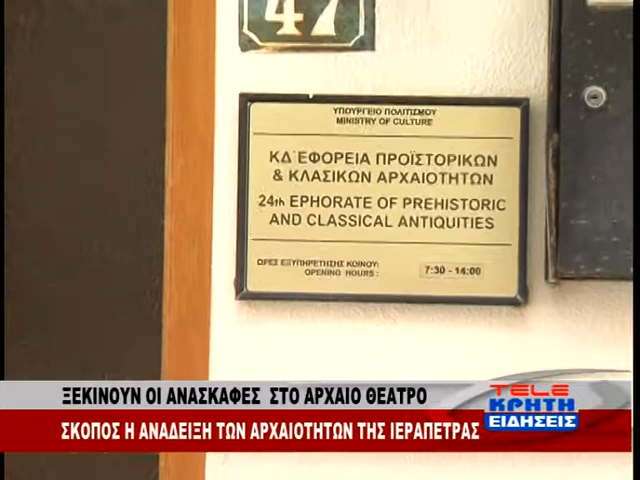 47
ΥΠΟΥΡΓΕΙΟ ΠΟΛΙΤΙΣΜΟΥ
MINISTRY OF CULTURE
ΚΔ΄ ΕΦΟΡΕΙΑ ΠΡΟΪΣΤΟΡΙΚΩΝ
& ΚΛΑΣΙΚΩΝ ΑΡΧΑΙΟΤΗΤΩΝ
24th EPHORATE OF PREHISTORIC
AND CLASSICAL ANTIQUITIES
ΩΡΕΣ ΕΞΥΠΗΡΕΤΗΣΗΣ ΚΟΙΝΟΥ:
OPENING HOURS :
7:30 - 14:00
ΞΕΚΙΝΟΥΝ ΟΙ ΑΝΑΣΚΑΦΕΣ ΣΤΟ ΑΡΧΑΙΟ ΘΕΑΤΡΟ
ΣΚΟΠΟΣ Η ΑΝΑΔΕΙΞΗ ΤΩΝ ΑΡΧΑΙΟΤΗΤΩΝ ΤΗΣ ΙΕΡΑΠΕΤΡΑΣ
TELE
ΚΡΗΤΗ
ΕΙΔΗΣΕΙΣ